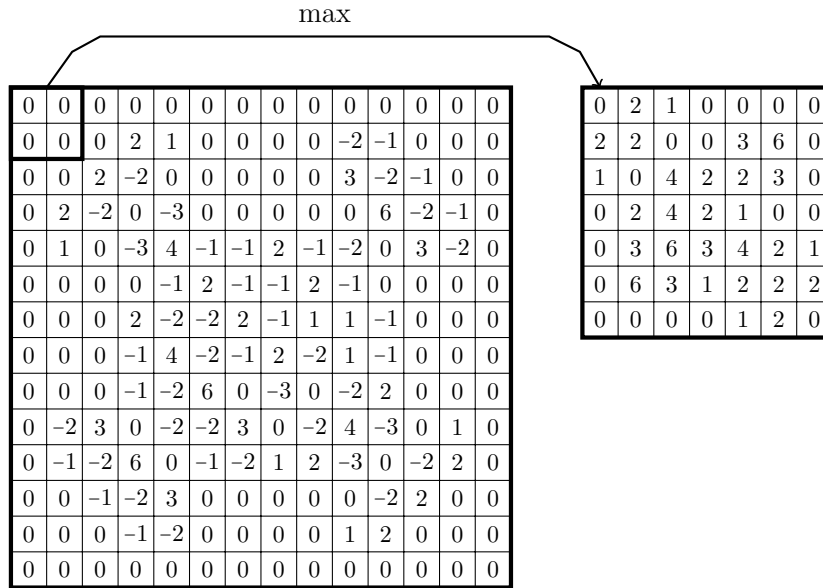 max
0 0 0 0 0 0 0 0 0 0 0 0 0 0 0 2 1 0 0 0 0
0 0 0 2 1 0 0 0 0 −2 −1 0 0 0 2 2 0 0 3 6 0
0 0 2 −2 0 0 0 0 0 3 −2 −1 0 0 1 0 4 2 2 3 0
0 2 −2 0 −3 0 0 0 0 0 6 −2 −1 0 0 2 4 2 1 0 0
0 1 0 −3 4 −1 −1 2 −1 −2 0 3 −2 0 0 3 6 3 4 2 1
0 0 0 0 −1 2 −1 −1 2 −1 0 0 0 0 0 6 3 1 2 2 2
0 0 0 2 −2 −2 2 −1 1 1 −1 0 0 0 0 0 0 0 1 2 0
0 0 0 −1 4 −2 −1 2 −2 1 −1 0 0 0
0 0 0 −1 −2 6 0 −3 0 −2 2 0 0 0
0 −2 3 0 −2 −2 3 0 −2 4 −3 0 1 0
0 −1 −2 6 0 −1 −2 1 2 −3 0 −2 2 0
0 0 −1 −2 3 0 0 0 0 0 −2 2 0 0
0 0 0 −1 −2 0 0 0 0 1 2 0 0 0
0 0 0 0 0 0 0 0 0 0 0 0 0 0